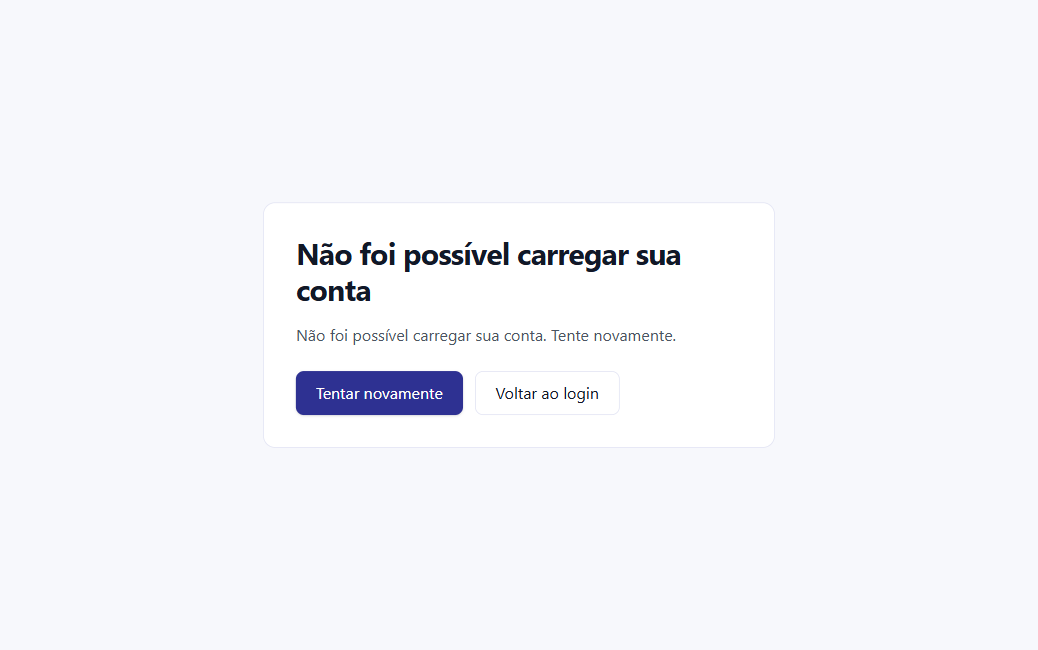 Não foi possível carregar sua
conta
Não foi possível carregar sua conta. Tente novamente.
Tentar novamente
Voltar ao login